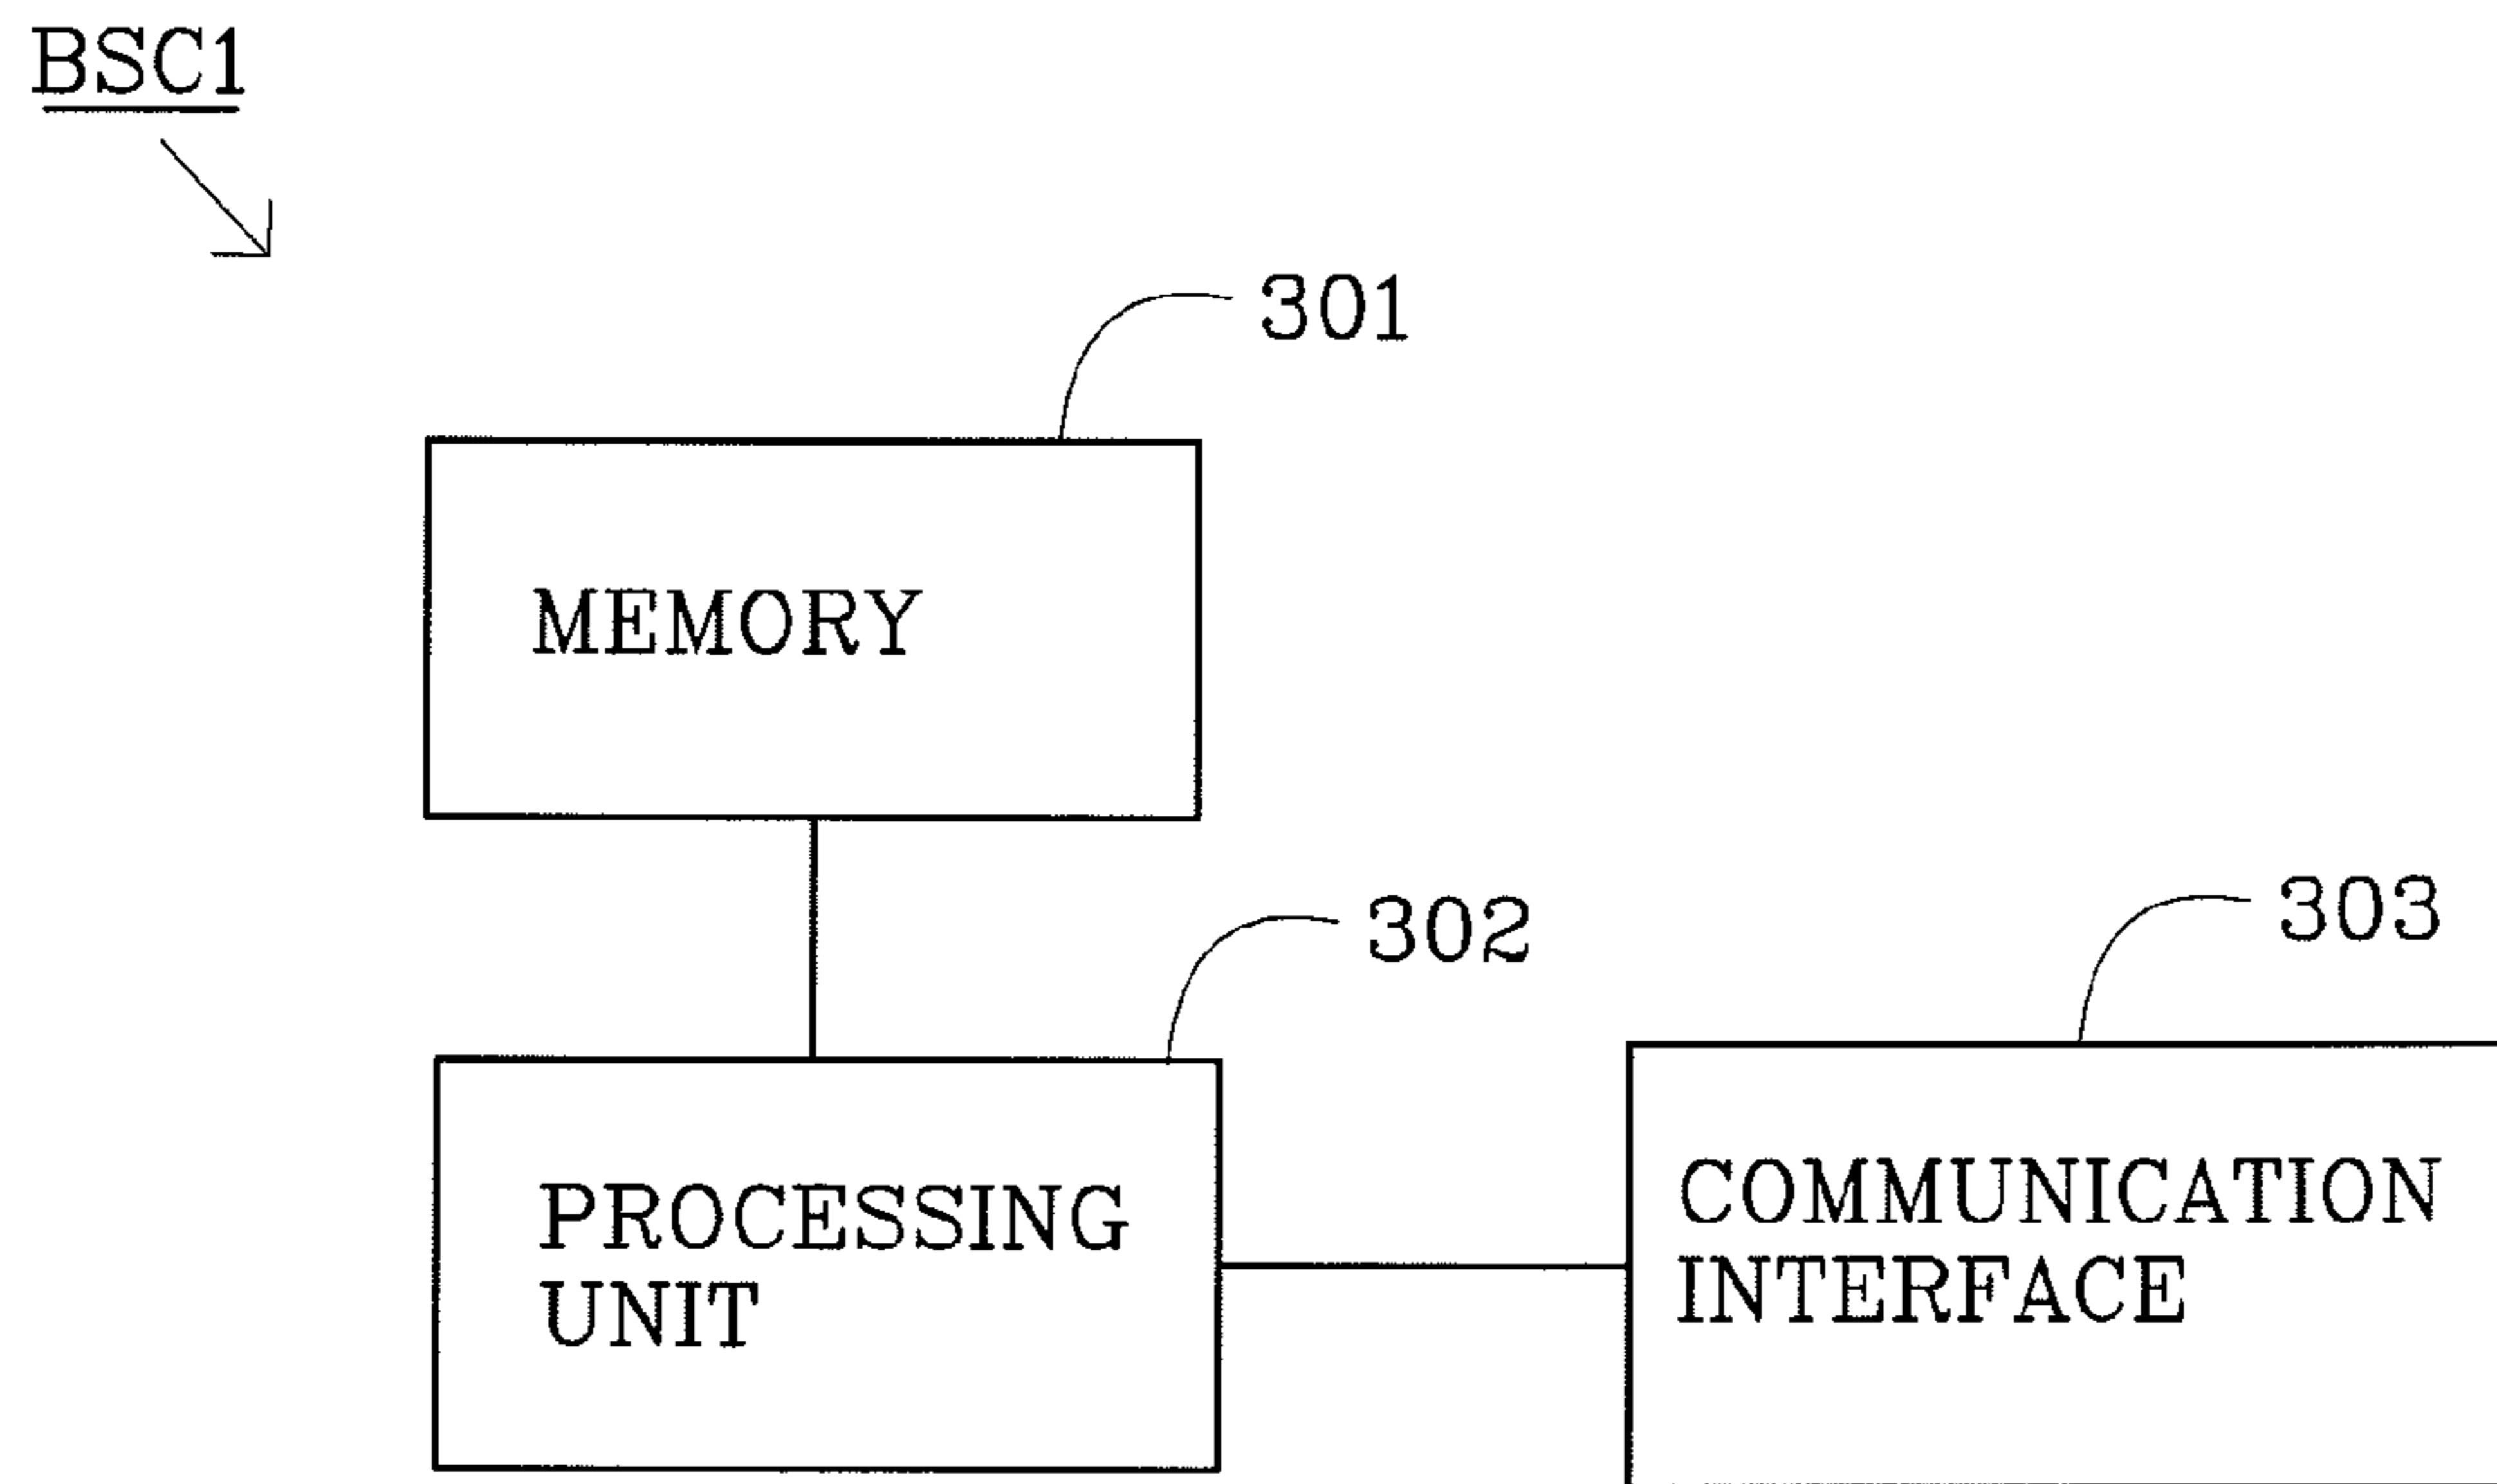 BSC1
301
MEMORY
302
303
PROCESSING
UNIT
COMMUNICATION
INTERFACE